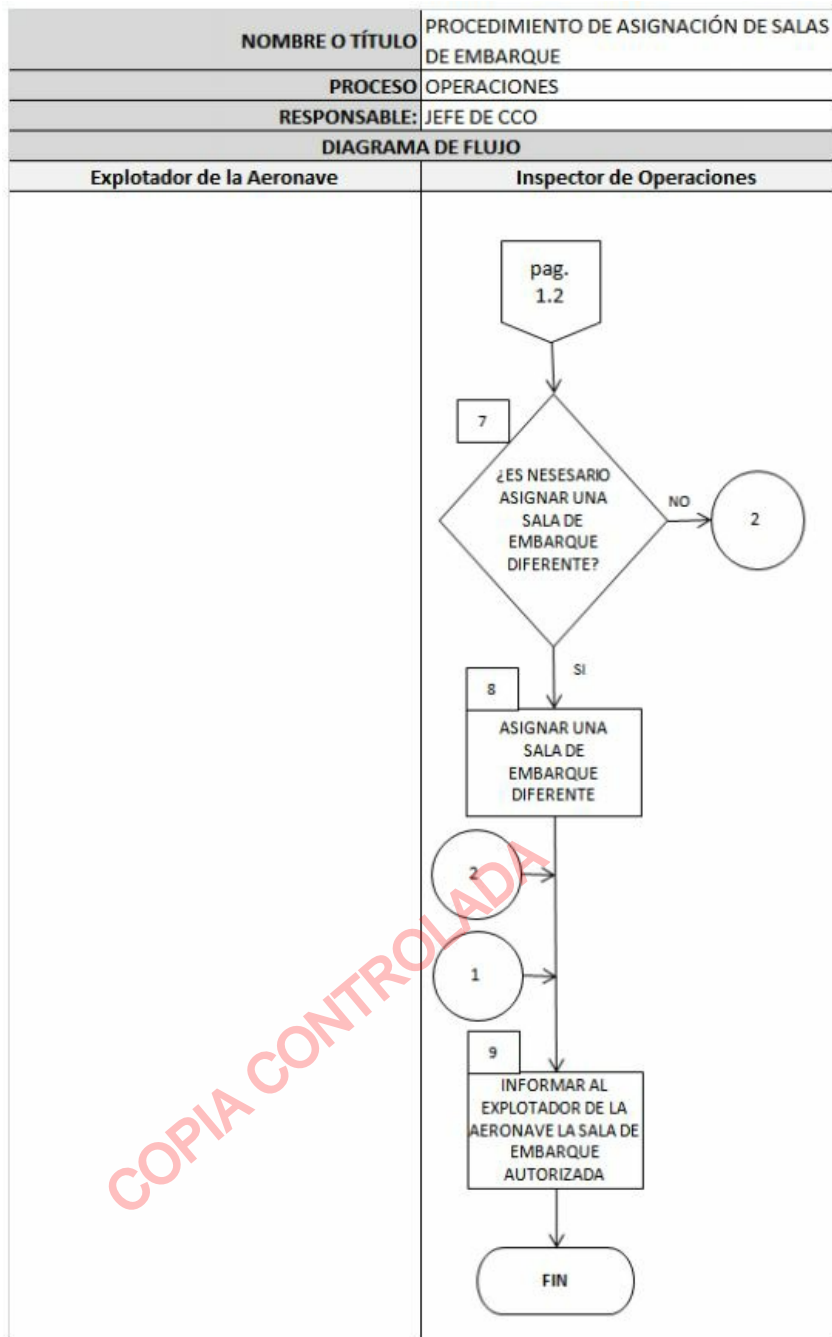 NOMBRE O TÍTULO PROCEDIMIENTO DE ASIGNACIÓN DE SALAS
DE EMBARQUE
PROCESO OPERACIONES
RESPONSABLE: JEFE DE CCO
DIAGRAMA DE FLUJO
Explotador de la Aeronave Inspector de Operaciones
pag.
1.2
7
¿ES NESESARIO
ASIGNAR UNA
SALA DE
EMBARQUE
DIFERENTE?
NO
2
SI
8
ASIGNAR UNA
SALA DE
EMBARQUE
DIFERENTE
2
1
9
INFORMAR AL
EXPLOTADOR DE LA
AERONAVE LA SALA DE
EMBARQUE
AUTORIZADA
FIN
COPIA CONTROLADA